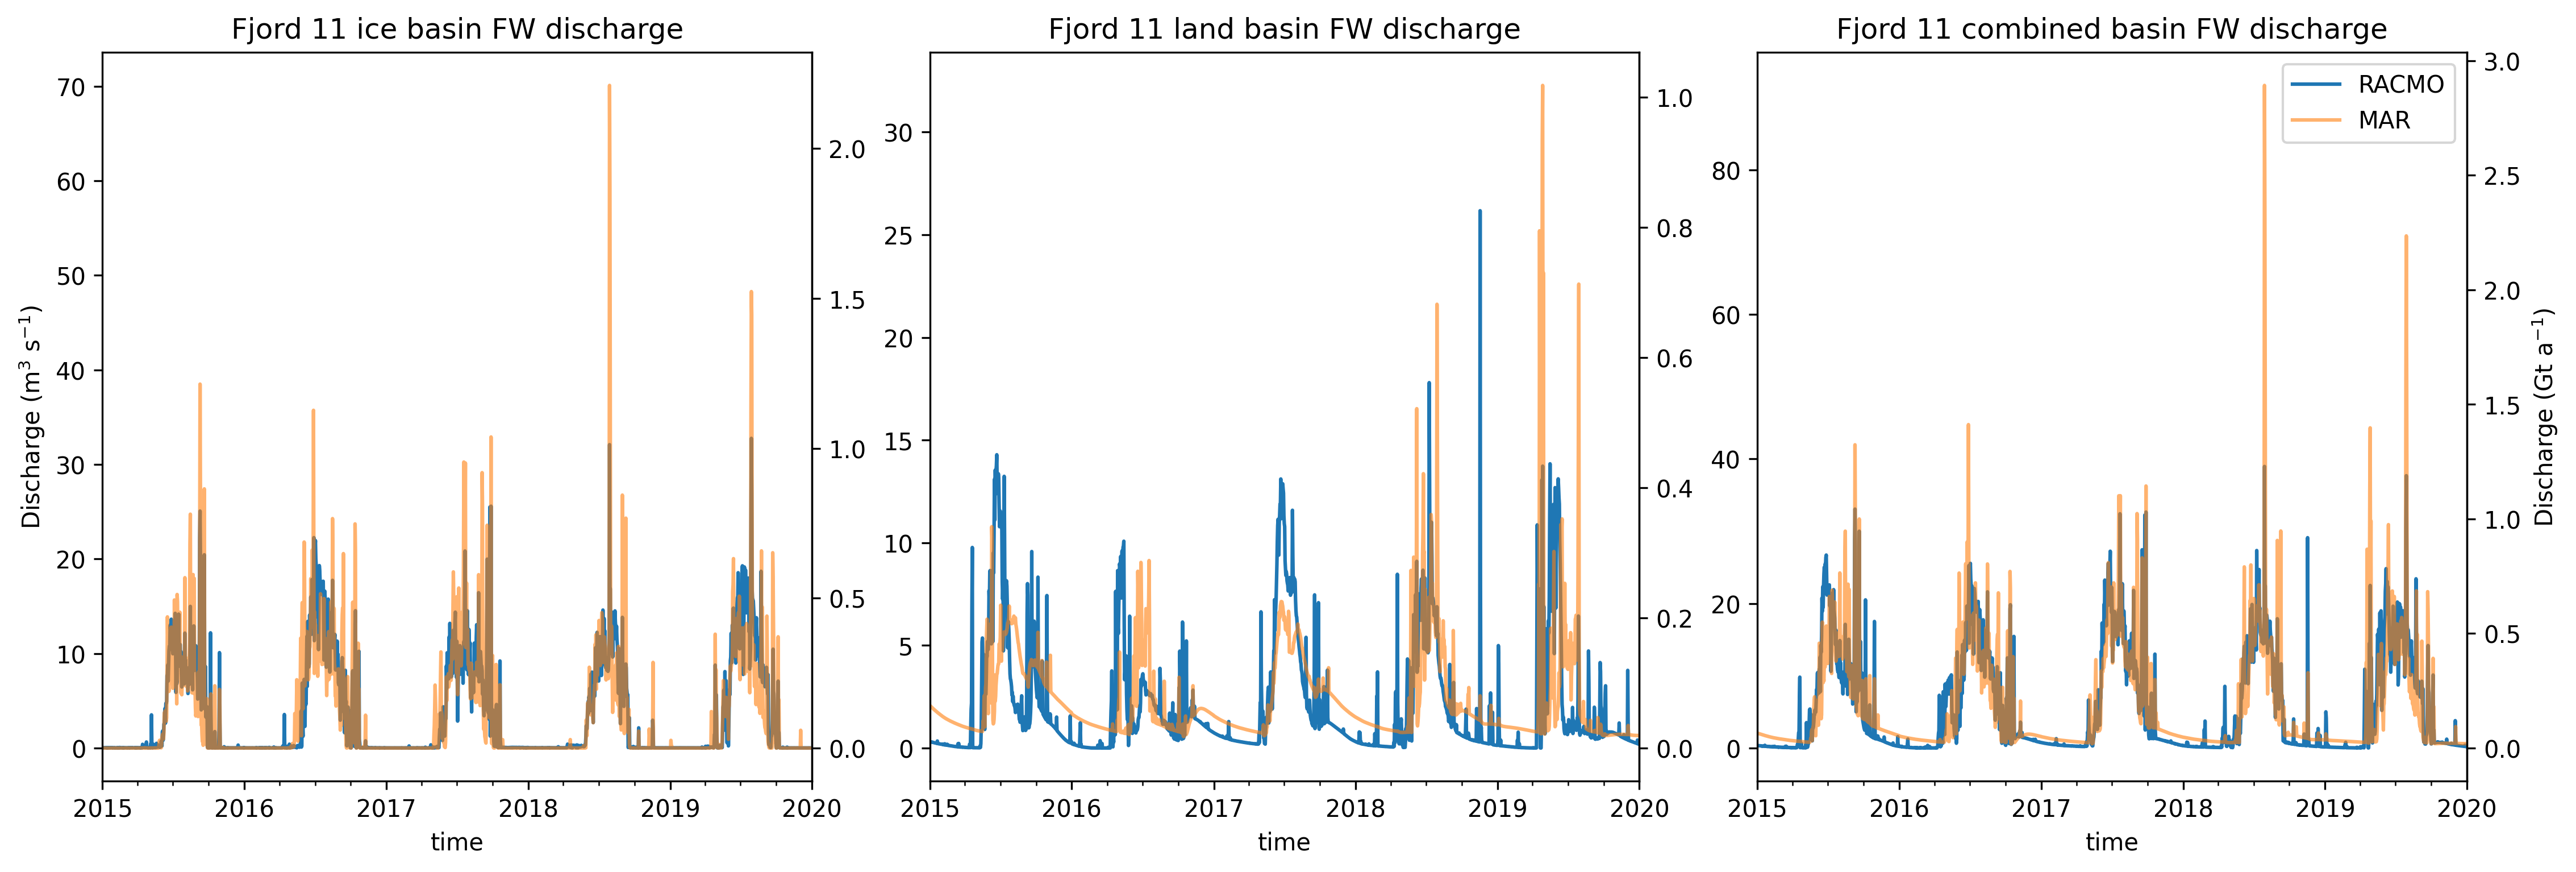 Fjord 11 ice basin FW discharge
70
60
50
40
30
20
10
0
2.0
1.5
1.0
0.5
0.0
Discharge (m³ s⁻¹)
2015 2016 2017 2018 2019 2020
time
Fjord 11 land basin FW discharge
30
25
20
15
10
5
0
1.0
0.8
0.6
0.4
0.2
0.0
2015 2016 2017 2018 2019 2020
time
Fjord 11 combined basin FW discharge
RACMO
MAR
80
60
40
20
0
3.0
2.5
2.0
1.5
1.0
0.5
0.0
Discharge (Gt a⁻¹)
2015 2016 2017 2018 2019 2020
time